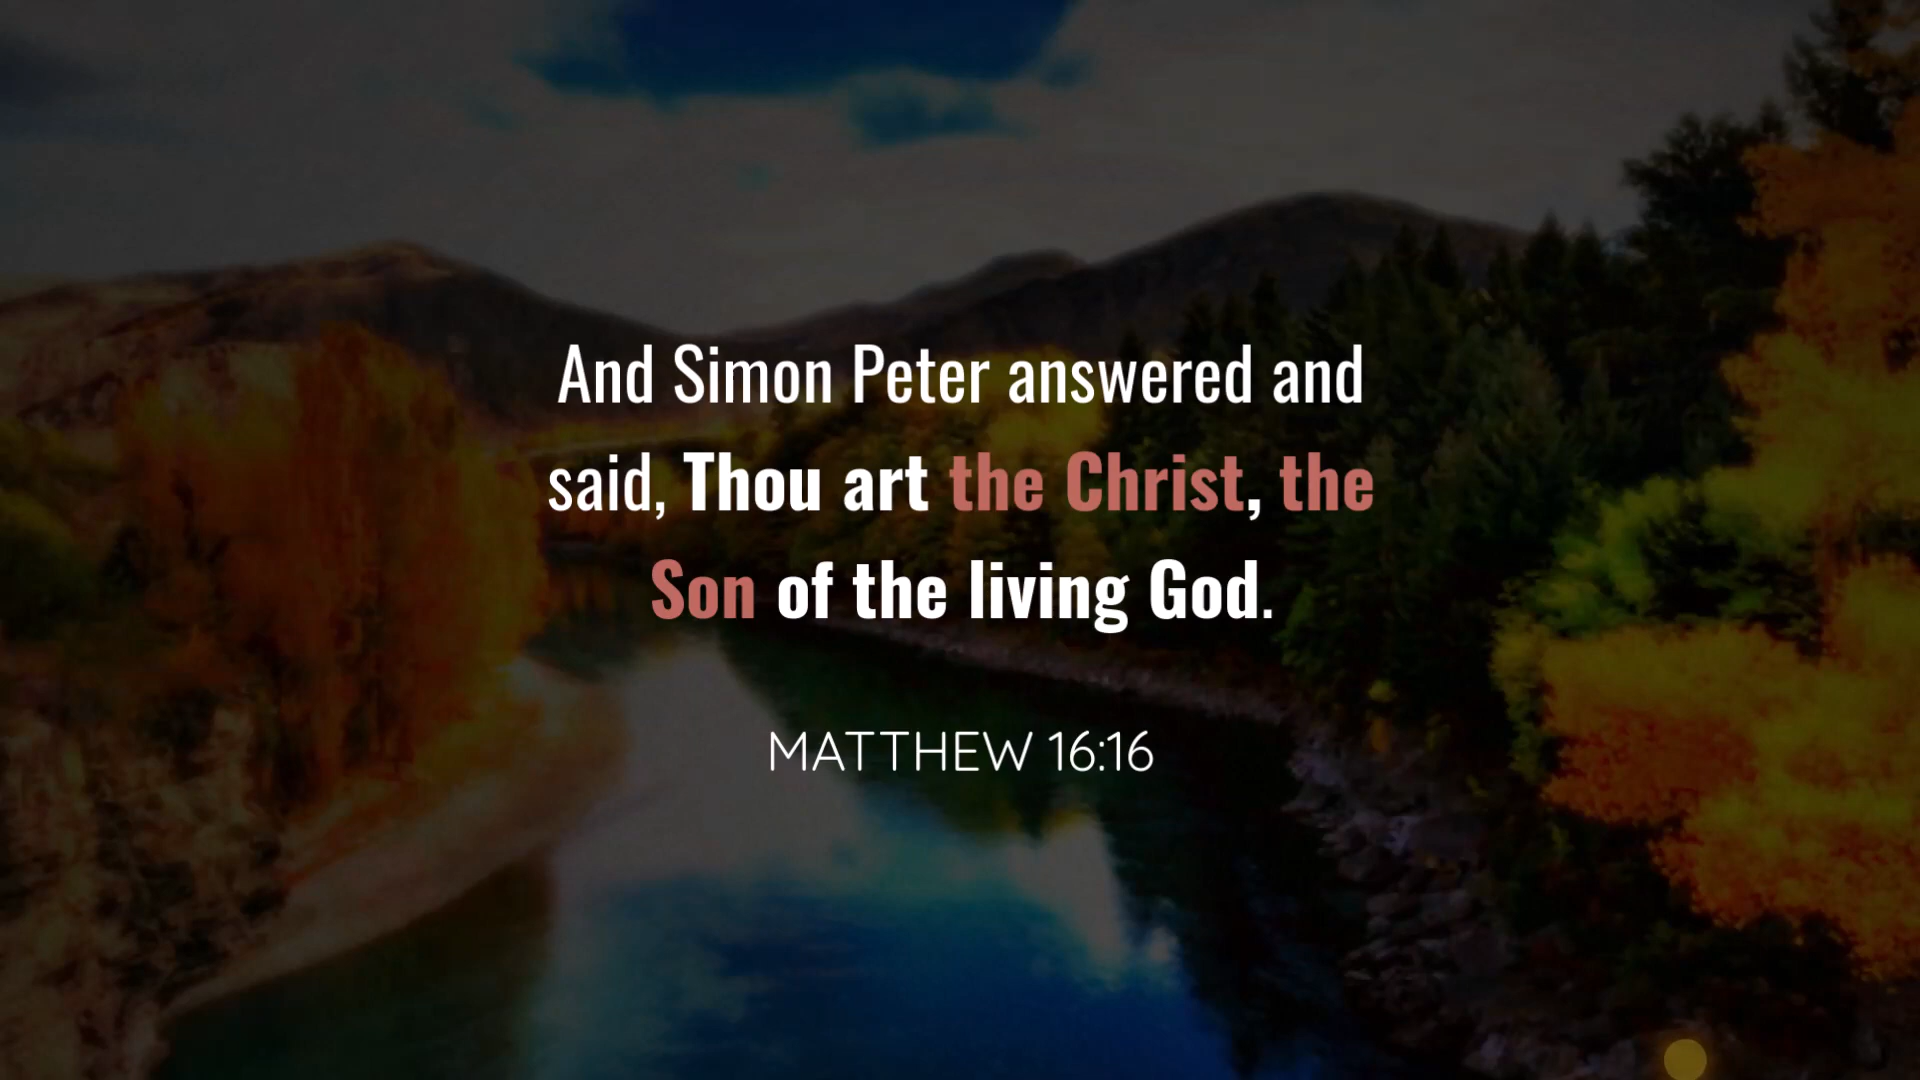 And Simon Peter answered and
said, Thou art the Christ, the
Son of the living God.
MATTHEW 16:16